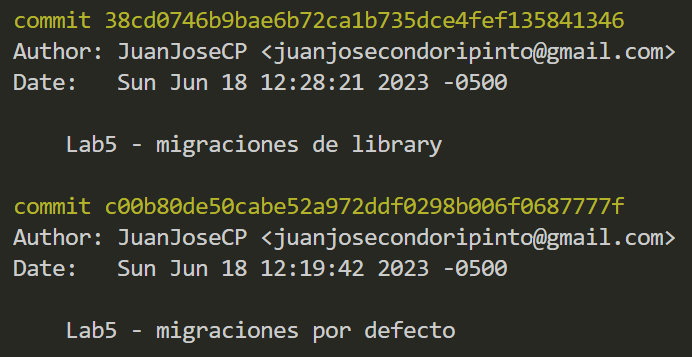 commit 38cd0746b9bae6b72ca1b735dce4fef135841346
Author: JuanJoseCP <juanjosecondoripinto@gmail.com>
Date:   Sun Jun 18 12:28:21 2023 -0500
Lab5 - migraciones de library
commit c00b80de50cabe52a972ddf0298b006f0687777f
Author: JuanJoseCP <juanjosecondoripinto@gmail.com>
Date:   Sun Jun 18 12:19:42 2023 -0500
Lab5 - migraciones por defecto